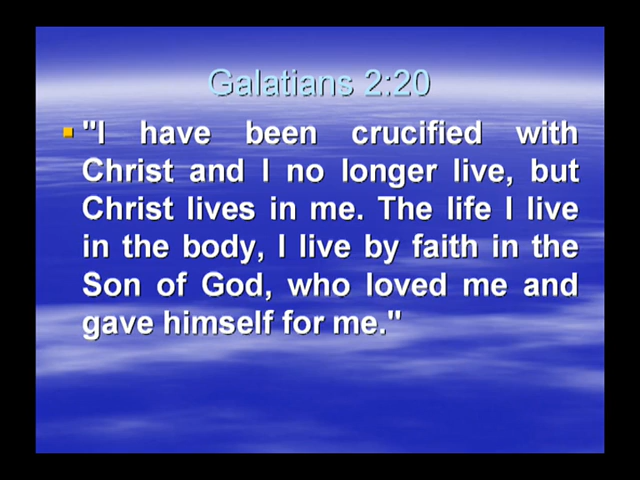 Galatians 2:20
"I have been crucified with
Christ and I no longer live, but
Christ lives in me. The life I live
in the body, I live by faith in the
Son of God, who loved me and
gave himself for me."